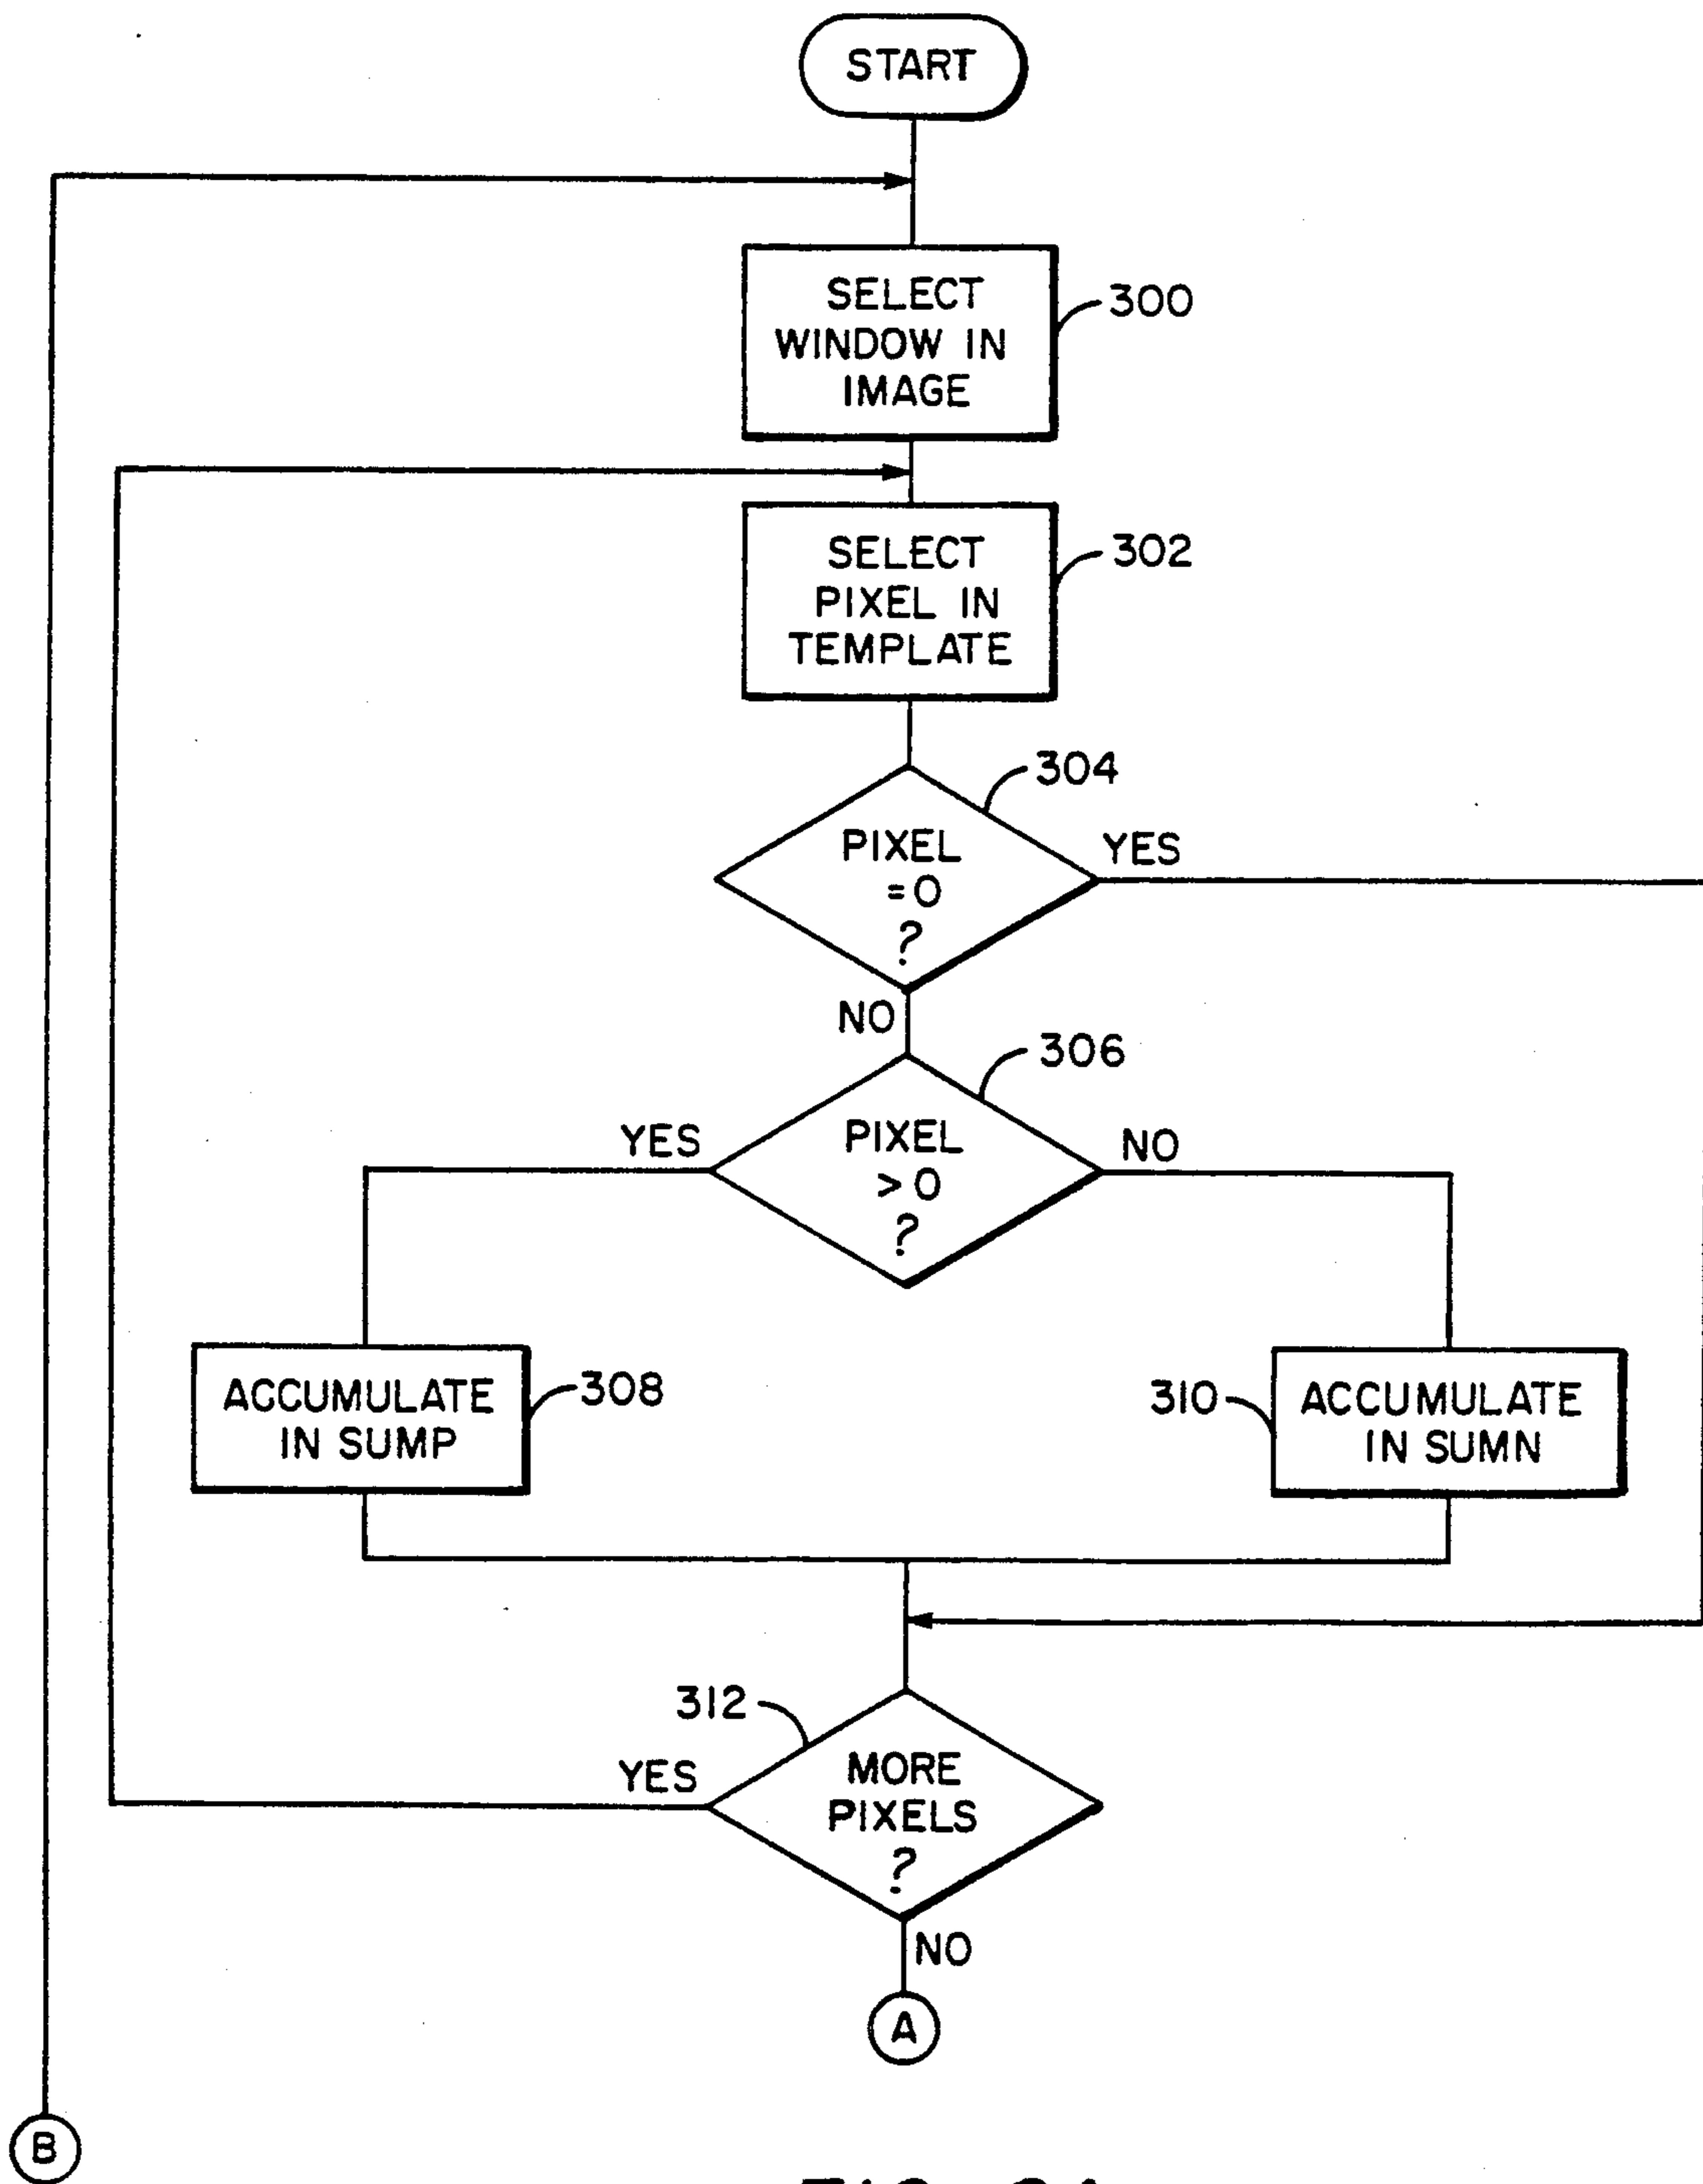 START
SELECT
WINDOW IN
IMAGE
300
SELECT
PIXEL IN
TEMPLATE
302
304
PIXEL
=0
?
YES
NO
306
PIXEL
>0
?
YES
NO
ACCUMULATE
IN SUMP
308
310
ACCUMULATE
IN SUMN
312
MORE
PIXELS
?
YES
NO
A
B